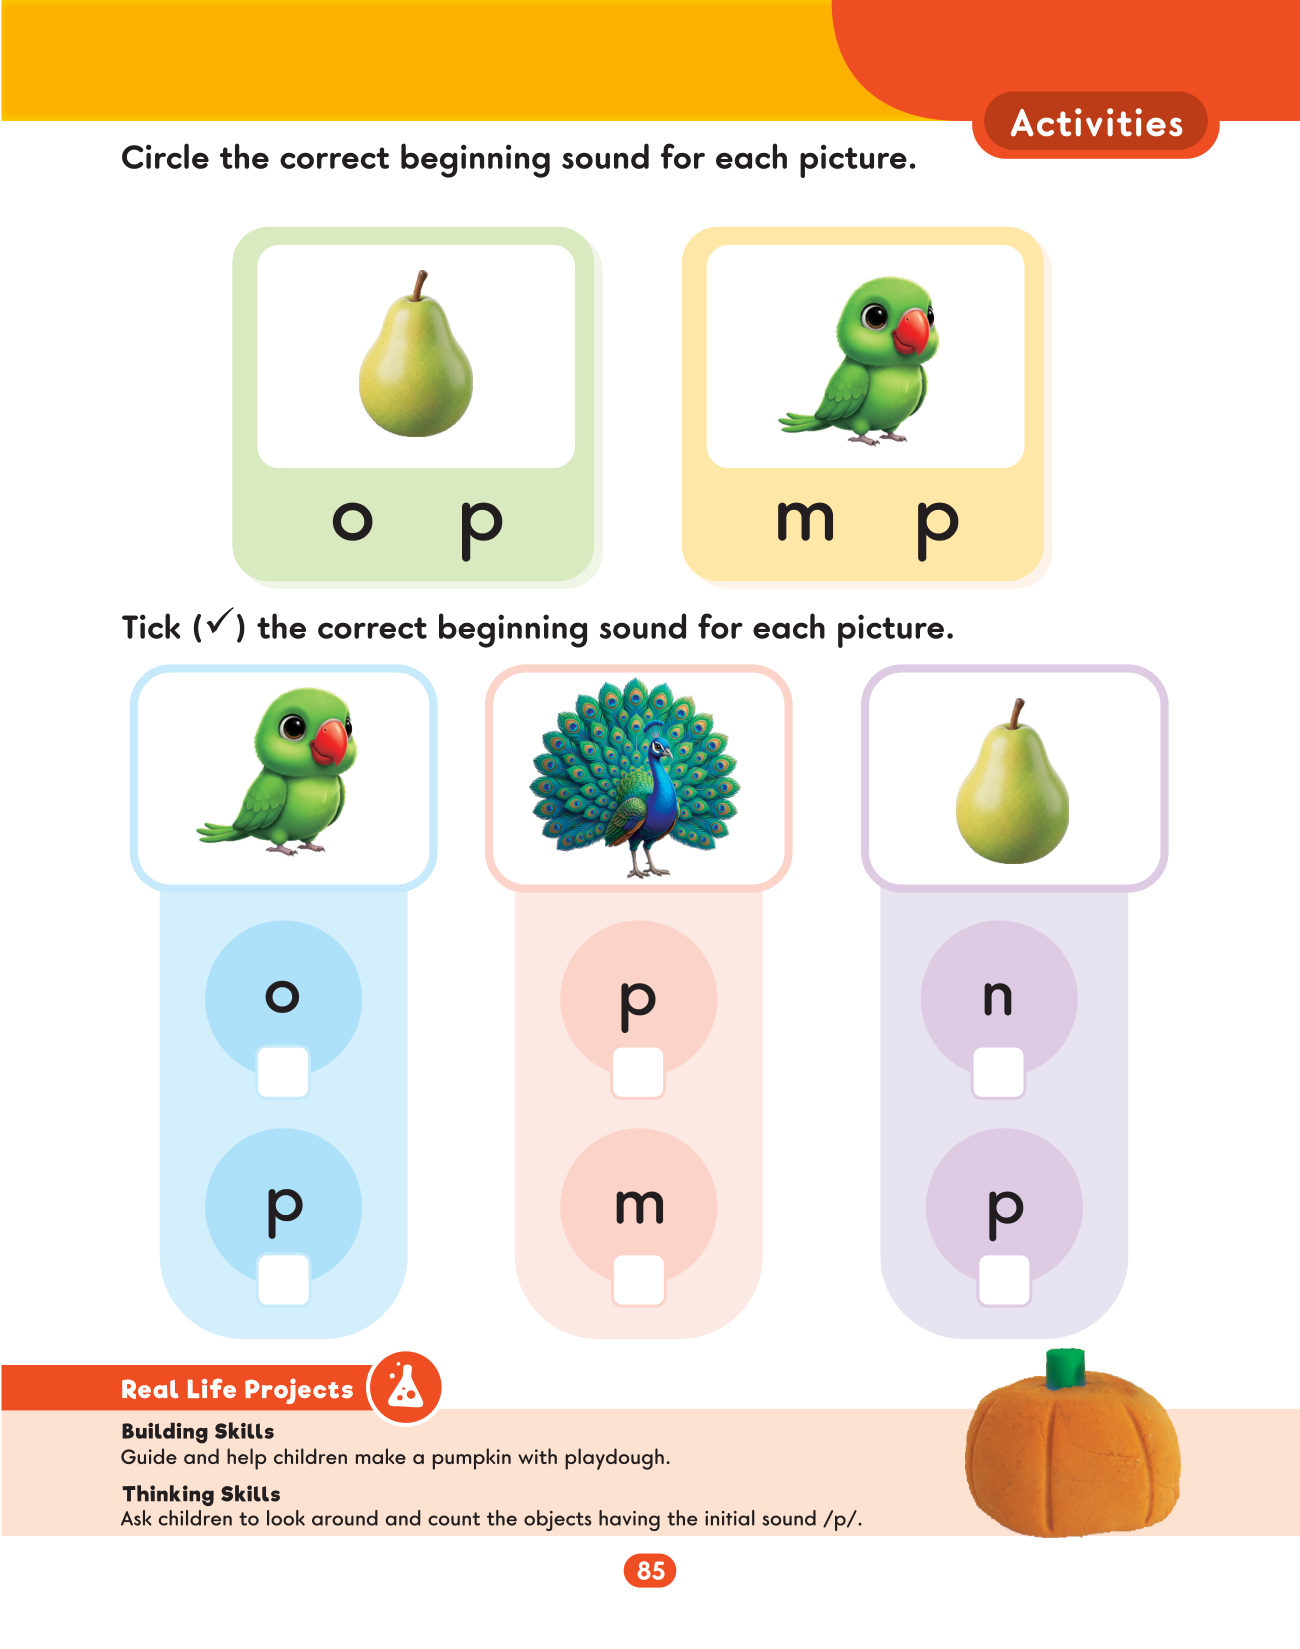 Activities
Circle the correct beginning sound for each picture.
o p
m p
Tick (✓) the correct beginning sound for each picture.
o
p
p
m
n
p
Real Life Projects
Building Skills
Guide and help children make a pumpkin with playdough.
Thinking Skills
Ask children to look around and count the objects having the initial sound /p/.
85